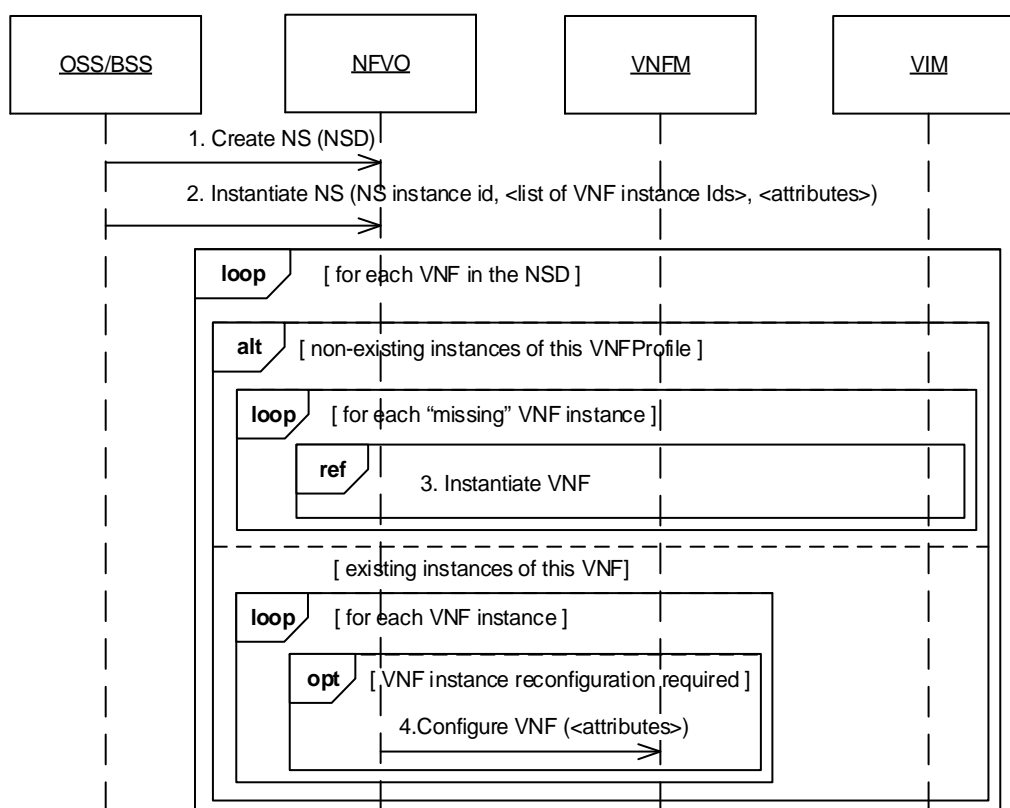 OSS/BSS
NFVO
VNFM
VIM
1. Create NS (NSD)
2. Instantiate NS (NS instance id, <list of VNF instance Ids>, <attributes>)
loop
[ for each VNF in the NSD ]
alt
[ non-existing instances of this VNFProfile ]
loop
[ for each “missing” VNF instance ]
ref
3. Instantiate VNF
[ existing instances of this VNF]
loop
[ for each VNF instance ]
opt
[ VNF instance reconfiguration required ]
4.Configure VNF (<attributes>)